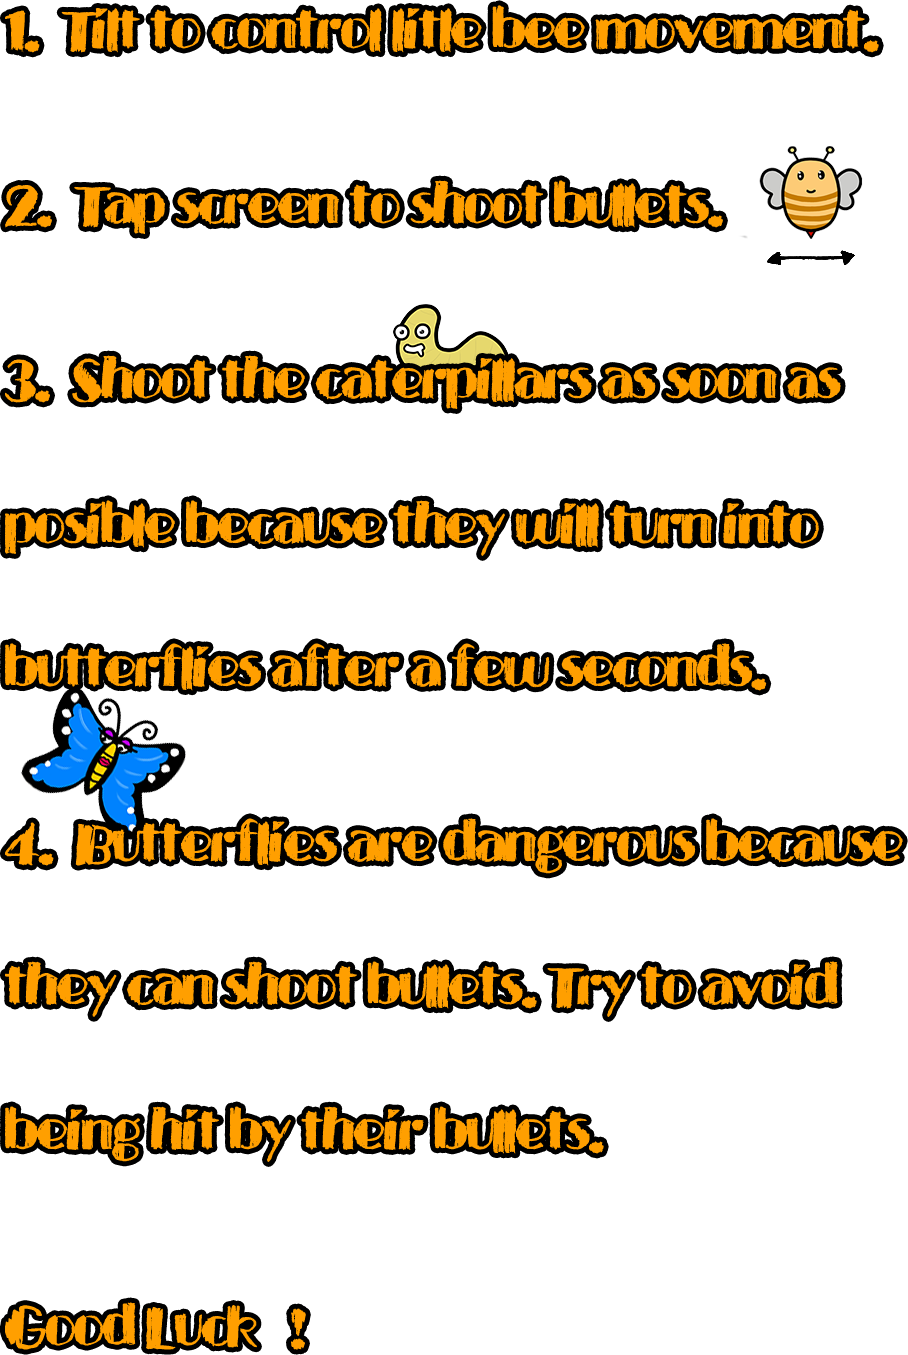 1. Tilt to control litle bee movement.
2. Tap screen to shoot bullets.
3. Shoot the caterpillars as soon as
posible because they will turn into
butterflies after a few seconds.
4. Butterflies are dangerous because
they can shoot bullets. Try to avoid
being hit by their bullets.
Good Luck !